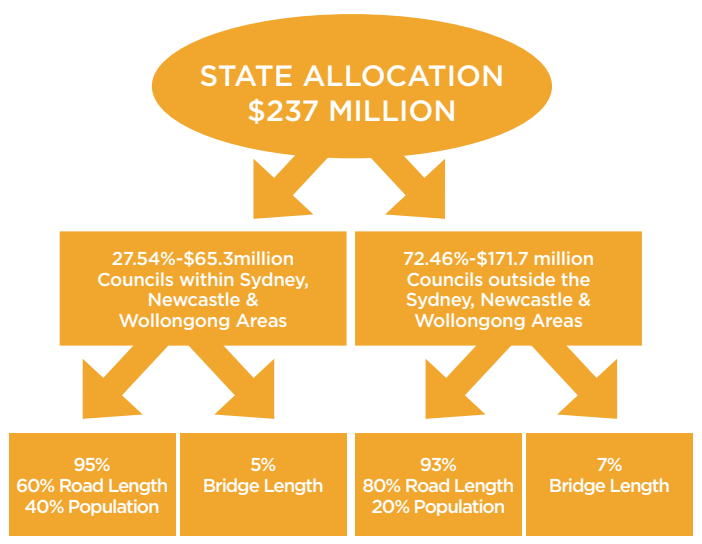 STATE ALLOCATION
$237 MILLION
27.54%-$65.3million
Councils within Sydney,
Newcastle &
Wollongong Areas
72.46%-$171.7 million
Councils outside the
Sydney, Newcastle &
Wollongong Areas
95%
60% Road Length
40% Population
5%
Bridge Length
93%
80% Road Length
20% Population
7%
Bridge Length